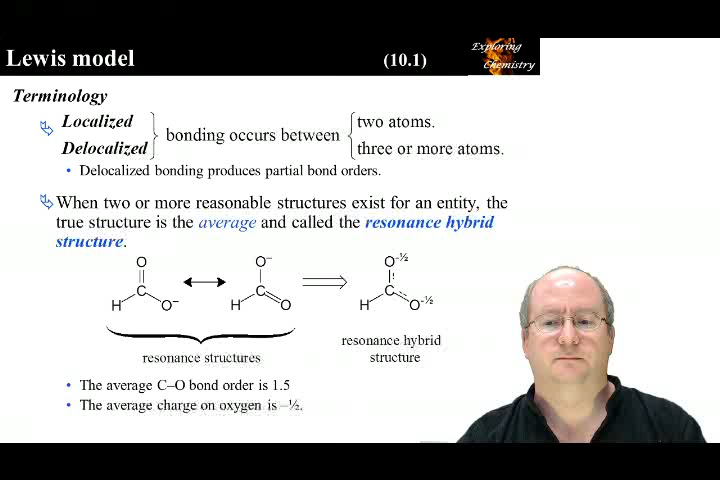 Lewis model (10.1)
Exploring
Chemistry
Terminology
Localized
Delocalized
bonding occurs between
two atoms.
three or more atoms.
• Delocalized bonding produces partial bond orders.
When two or more reasonable structures exist for an entity, the
true structure is the average and called the resonance hybrid
structure.
O O⁻ O-½
C C C
H O⁻ H O H O-½
resonance structures
resonance hybrid
structure
• The average C–O bond order is 1.5
• The average charge on oxygen is –½.